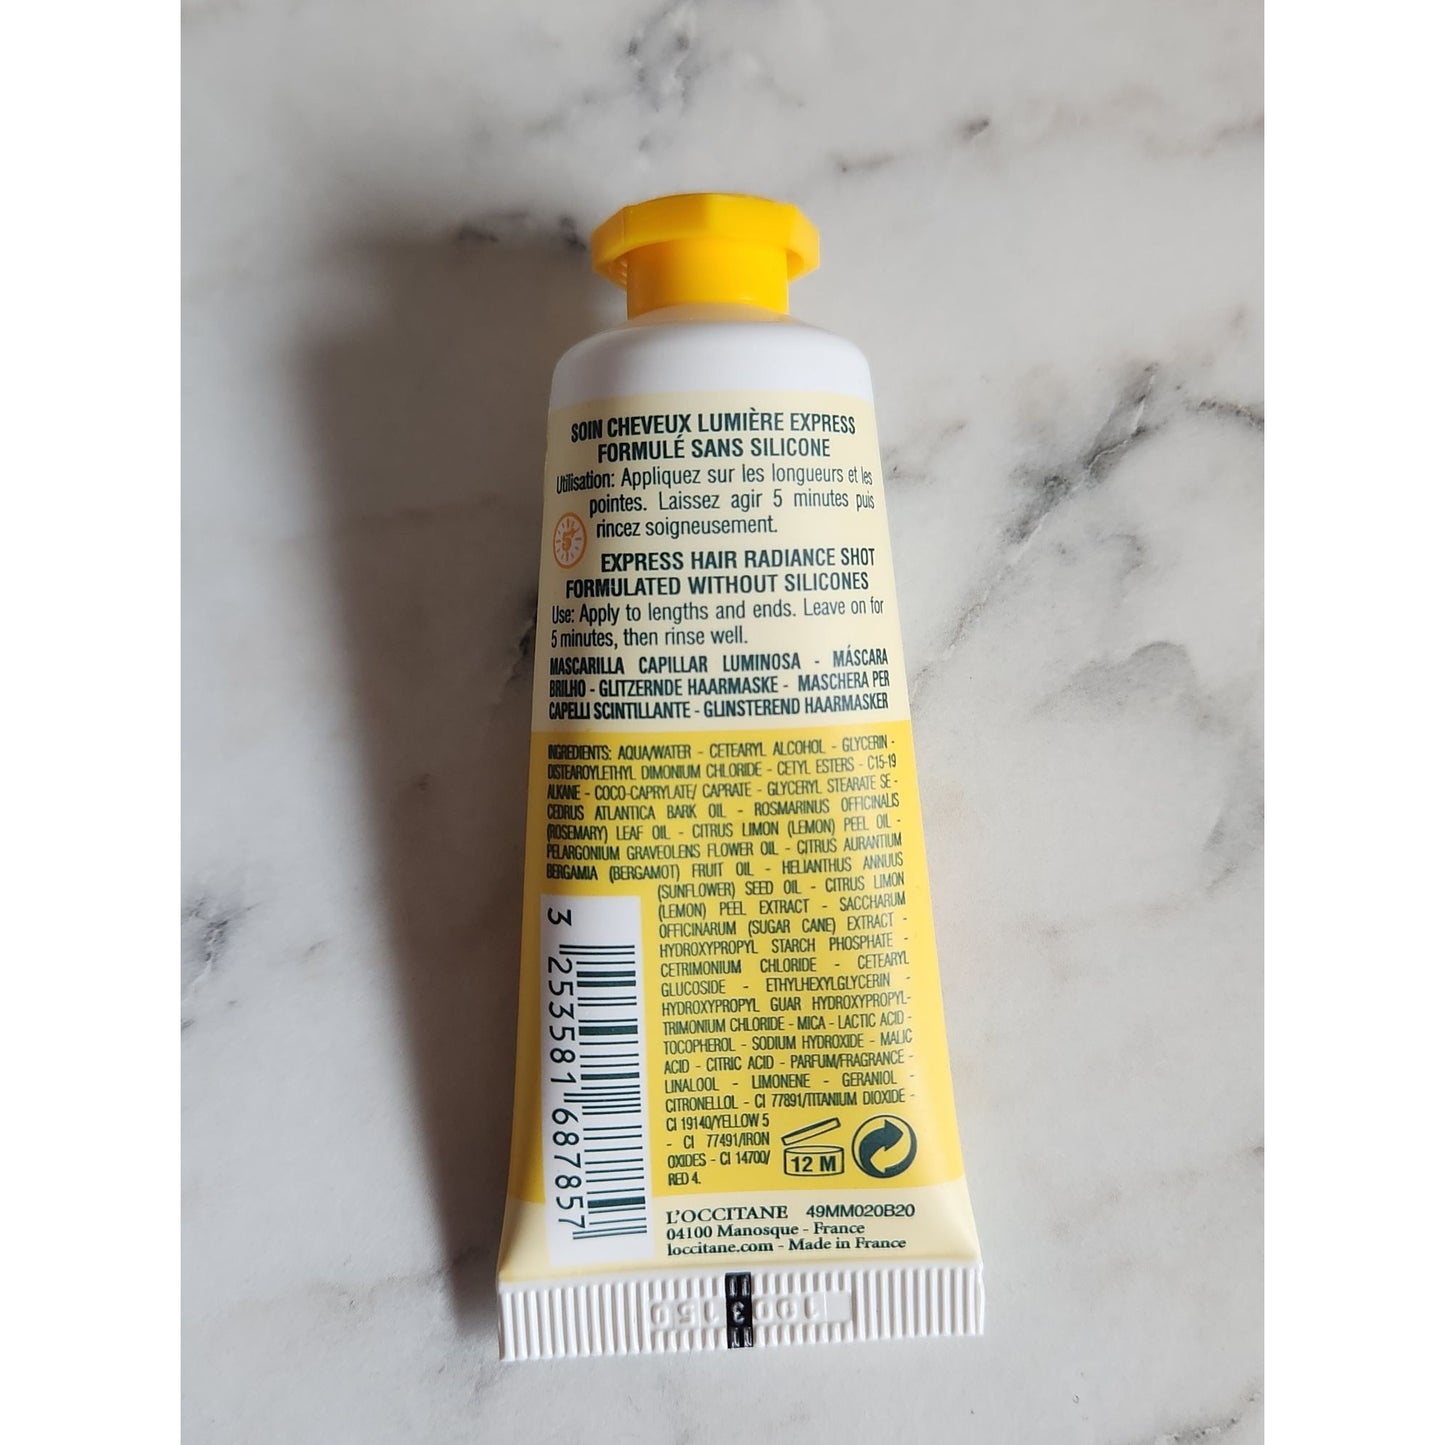 SOIN CHEVEUX LUMIÈRE EXPRESS
FORMULÉ SANS SILICONE
Utilisation: Appliquez sur les longueurs et les
pointes. Laissez agir 5 minutes puis
rincez soigneusement.
5'
EXPRESS HAIR RADIANCE SHOT
FORMULATED WITHOUT SILICONES
Use: Apply to lengths and ends. Leave on for
5 minutes, then rinse well.
MASCARILLA CAPILLAR LUMINOSA - MÁSCARA
BRILHO - GLITZERNDE HAARMASKE - MASCHERA PER
CAPELLI SCINTILLANTE - GLINSTEREND HAARMASKER
INGREDIENTS: AQUA/WATER - CETEARYL ALCOHOL - GLYCERIN -
DISTEAROYLETHYL DIMONIUM CHLORIDE - CETYL ESTERS - C15-19
ALKANE - COCO-CAPRYLATE/ CAPRATE - GLYCERYL STEARATE SE -
CEDRUS ATLANTICA BARK OIL - ROSMARINUS OFFICINALIS
(ROSEMARY) LEAF OIL - CITRUS LIMON (LEMON) PEEL OIL -
PELARGONIUM GRAVEOLENS FLOWER OIL - CITRUS AURANTIUM
BERGAMIA (BERGAMOT) FRUIT OIL - HELIANTHUS ANNUUS
(SUNFLOWER) SEED OIL - CITRUS LIMON
(LEMON) PEEL EXTRACT - SACCHARUM
OFFICINARUM (SUGAR CANE) EXTRACT -
HYDROXYPROPYL STARCH PHOSPHATE -
CETRIMONIUM CHLORIDE - CETEARYL
GLUCOSIDE - ETHYLHEXYLGLYCERIN -
HYDROXYPROPYL GUAR HYDROXYPROPYL-
TRIMONIUM CHLORIDE - MICA - LACTIC ACID -
TOCOPHEROL - SODIUM HYDROXIDE - MALIC
ACID - CITRIC ACID - PARFUM/FRAGRANCE -
LINALOOL - LIMONENE - GERANIOL -
CITRONELLOL - CI 77891/TITANIUM DIOXIDE -
CI 19140/YELLOW 5
- CI 77491/IRON
OXIDES - CI 14700/
RED 4.
12 M
3 253581 687857
L'OCCITANE 49MM020B20
04100 Manosque - France
loccitane.com - Made in France